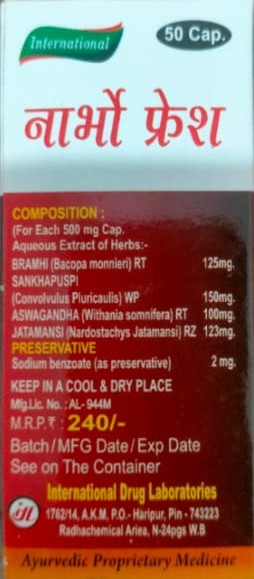 International
50 Cap.
नार्भो फ्रेश
COMPOSITION :
(For Each 500 mg Cap.
Aqueous Extract of Herbs:-
BRAMHI (Bacopa monnieri) RT 125mg.
SANKHAPUSPI
(Convolvulus Pluricaulis) WP 150mg.
ASWAGANDHA (Withania somnifera) RT 100mg.
JATAMANSI (Nardostachys Jatamansi) RZ 123mg.
PRESERVATIVE
Sodium benzoate (as preservative) 2 mg.
KEEP IN A COOL & DRY PLACE
Mfg.Lic. No. : AL- 944M
M.R.P.₹ : 240/-
Batch/MFG Date/Exp Date
See on The Container
International Drug Laboratories
1762/14, A.K.M, P.O.- Haripur, Pin - 743223
Radhachemical Ariea, N-24pgs W.B
Ayurvedic Proprietary Medicine